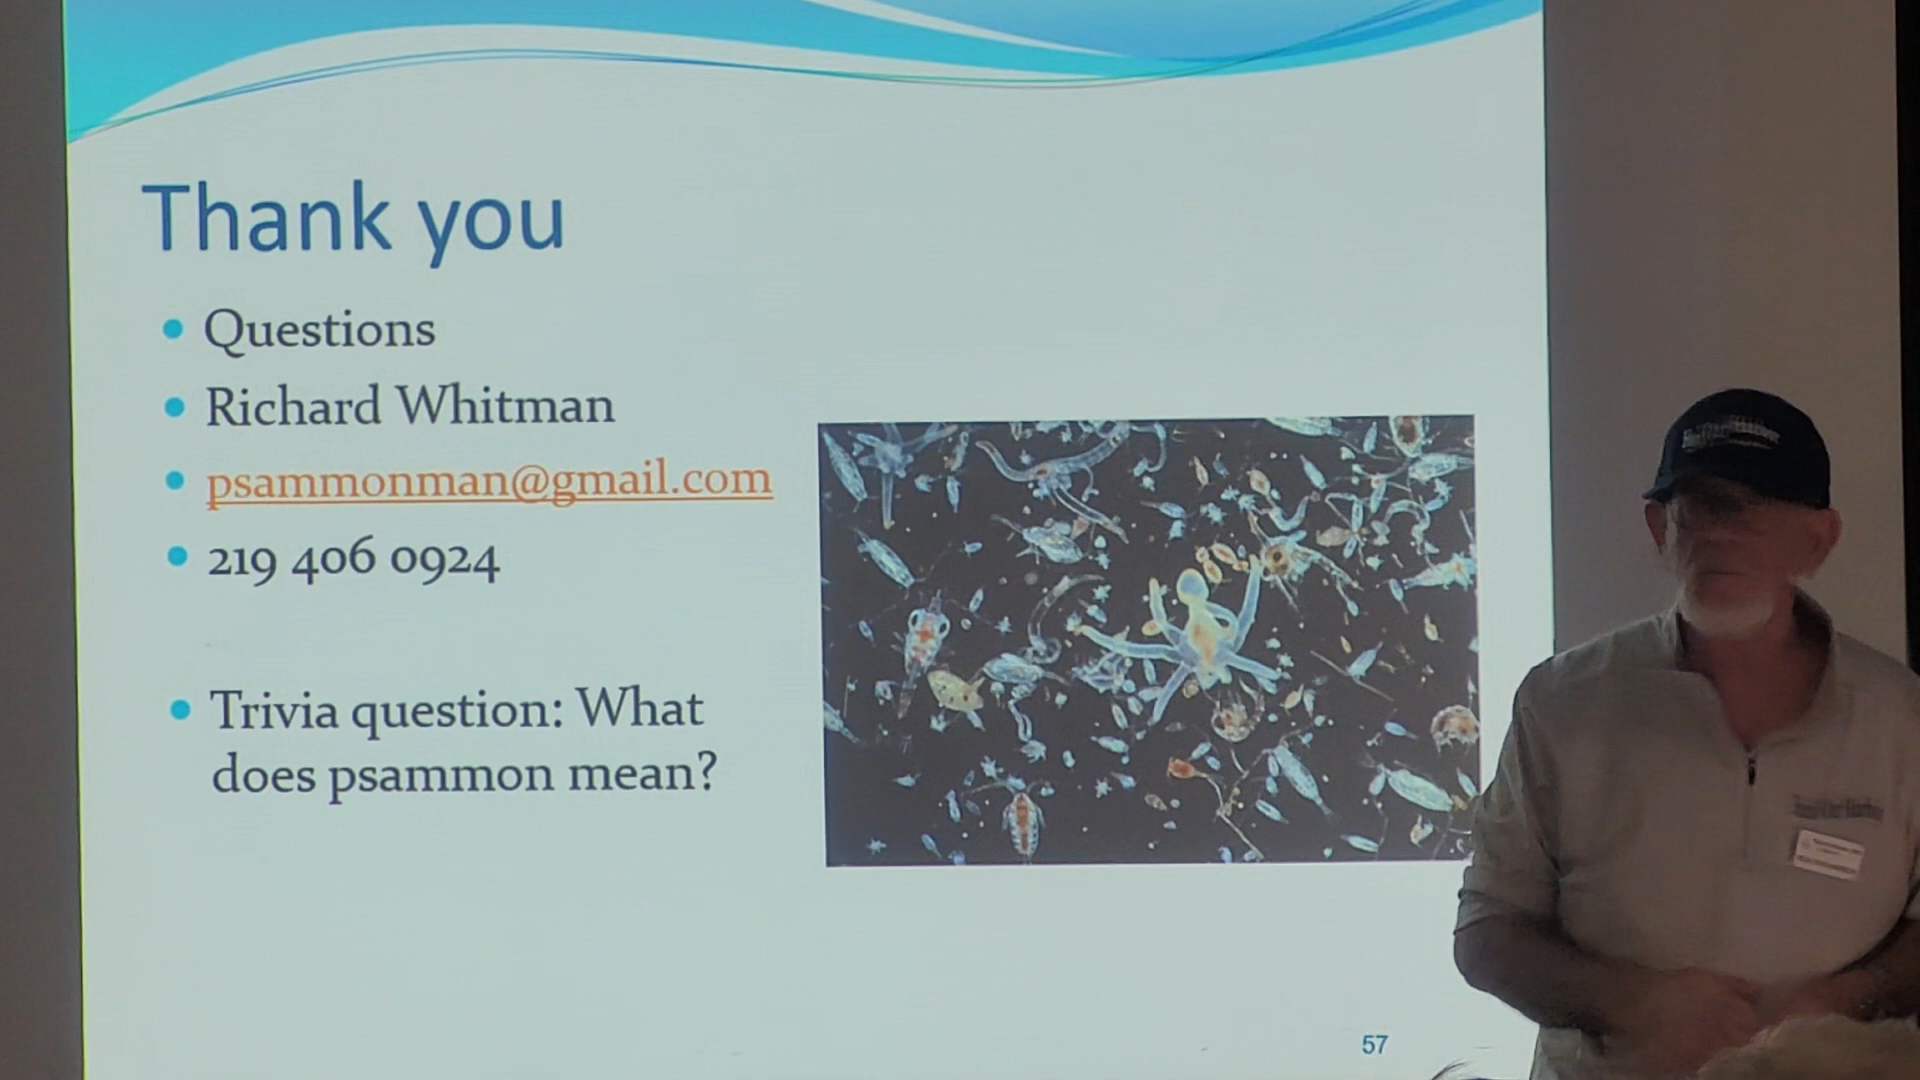 Thank you
Questions
Richard Whitman
psammonman@gmail.com
219 406 0924
Trivia question: What
does psammon mean?
57